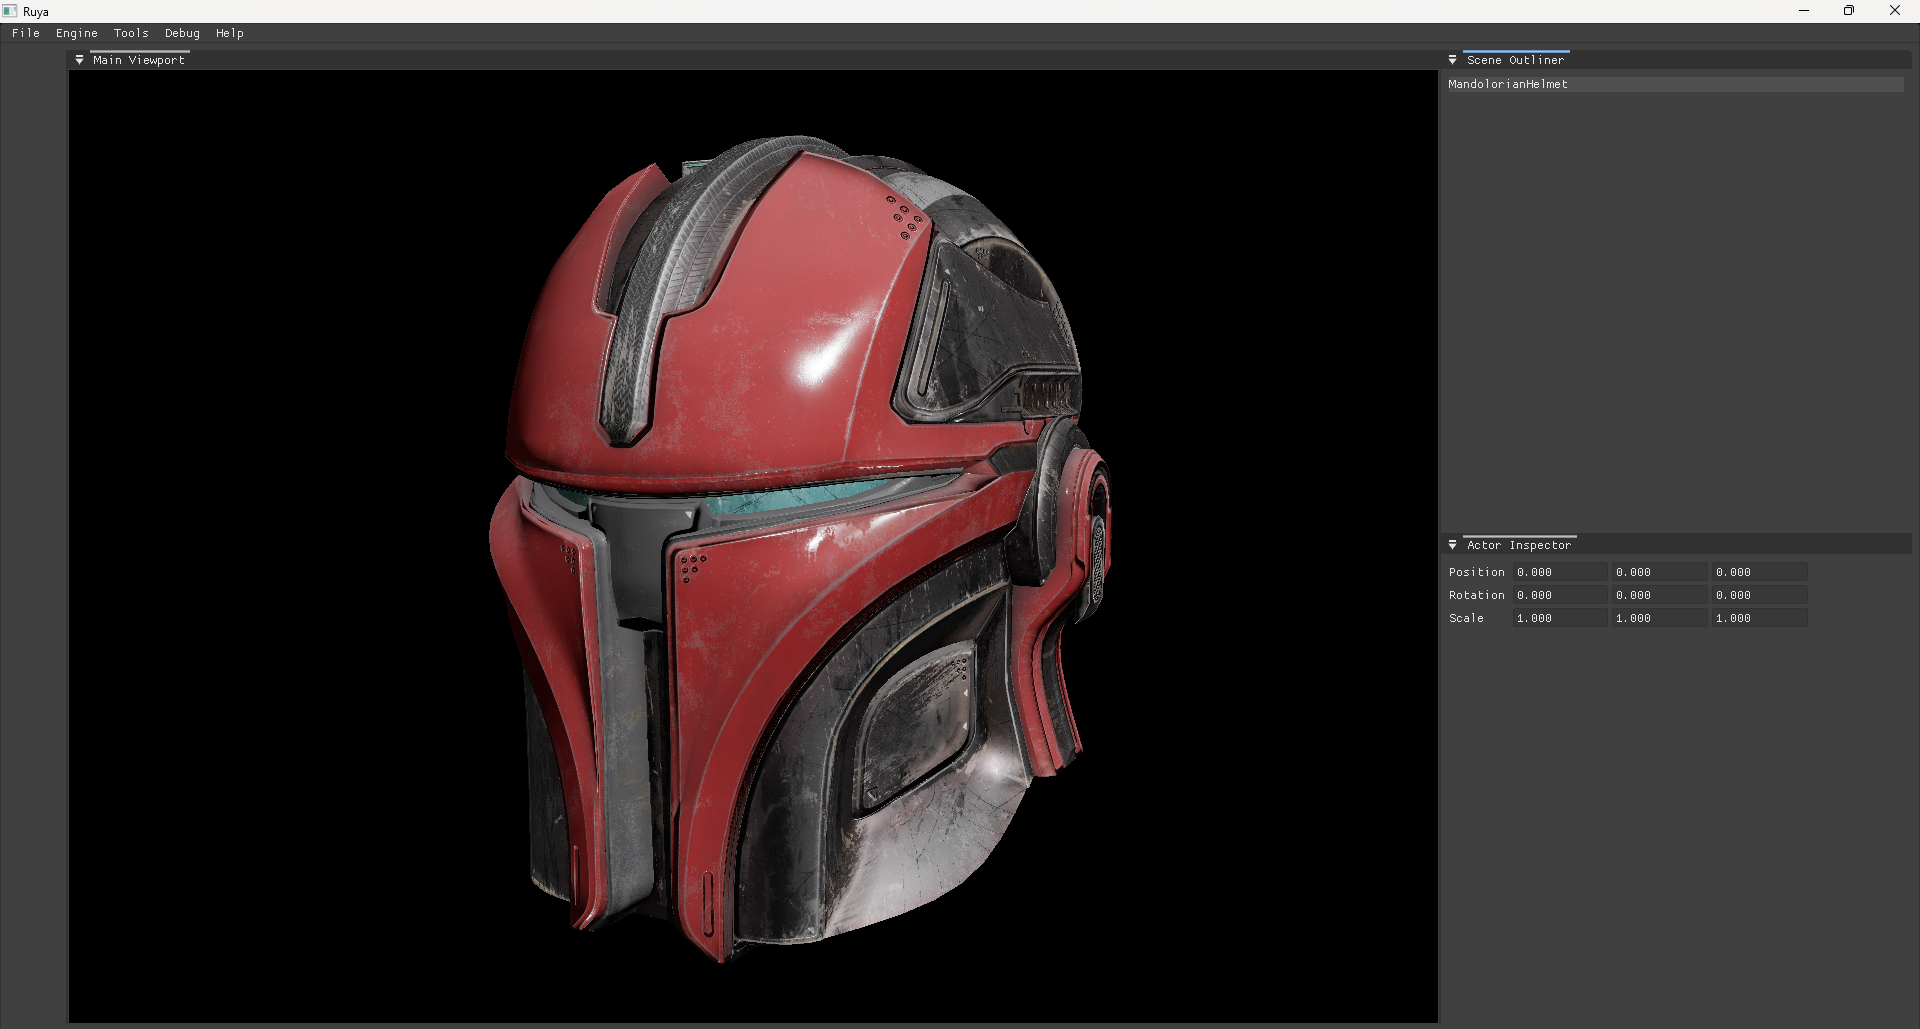 Ruya
File Engine Tools Debug Help
Main Viewport
Scene Outliner
MandolorianHelmet
Actor Inspector
Position 0.000 0.000 0.000
Rotation 0.000 0.000 0.000
Scale 1.000 1.000 1.000